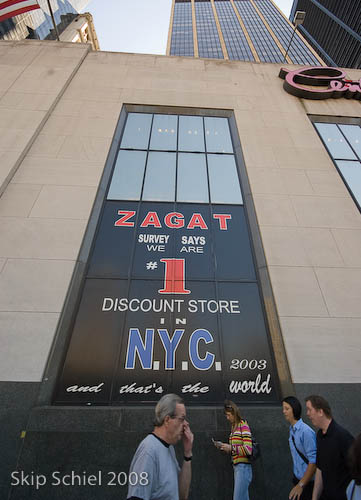 ZAGAT
SURVEY SAYS
WE ARE
#1
DISCOUNT STORE
IN
N.Y.C. 2003
and that's the world
Skip Schiel 2008